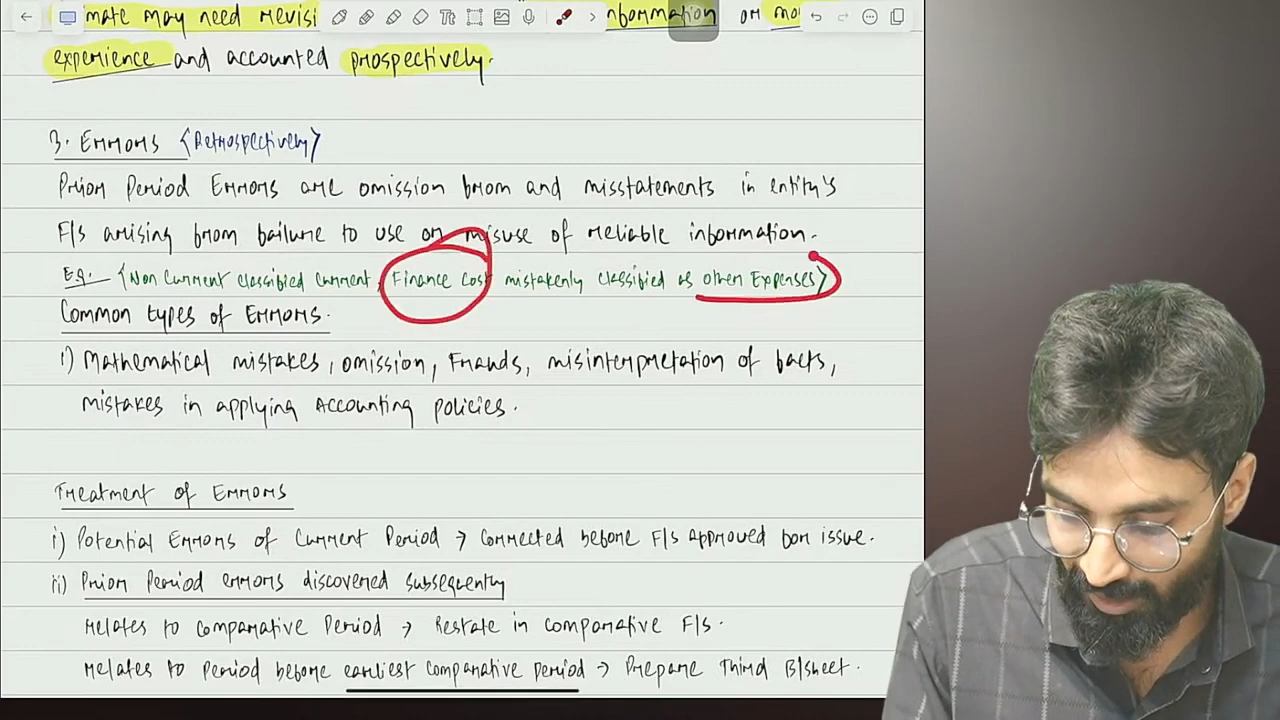 mate may need revisi nformation or mo
experience and accounted prospectively.
3. Errors <Retrospectively>
Prior Period Errors are omission from and misstatements in entity's
F/s arising from failure to use or misuse of reliable information.
Eg. <Non Current classified Current, Finance Cost mistakenly classified as other Expenses>
Common types of Errors.
i) Mathematical mistakes, omission, Frauds, misinterpretation of facts,
mistakes in applying Accounting policies.
Treatment of Errors
i) Potential Errors of Current Period → Corrected before F/s Approved for issue.
ii) Prior Period errors discovered subsequently
Relates to Comparative Period → Restate in comparative F/s.
Relates to Period before earliest Comparative period → Prepare Third B/sheet.